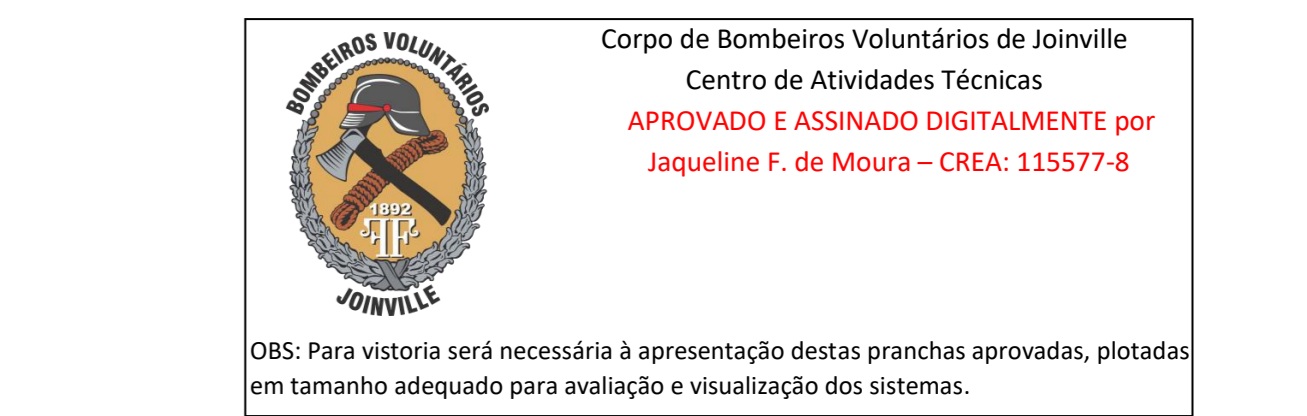 BOMBEIROS VOLUNTÁRIOS
1892
JOINVILLE
Corpo de Bombeiros Voluntários de Joinville
Centro de Atividades Técnicas
APROVADO E ASSINADO DIGITALMENTE por
Jaqueline F. de Moura – CREA: 115577-8
OBS: Para vistoria será necessária à apresentação destas pranchas aprovadas, plotadas
em tamanho adequado para avaliação e visualização dos sistemas.